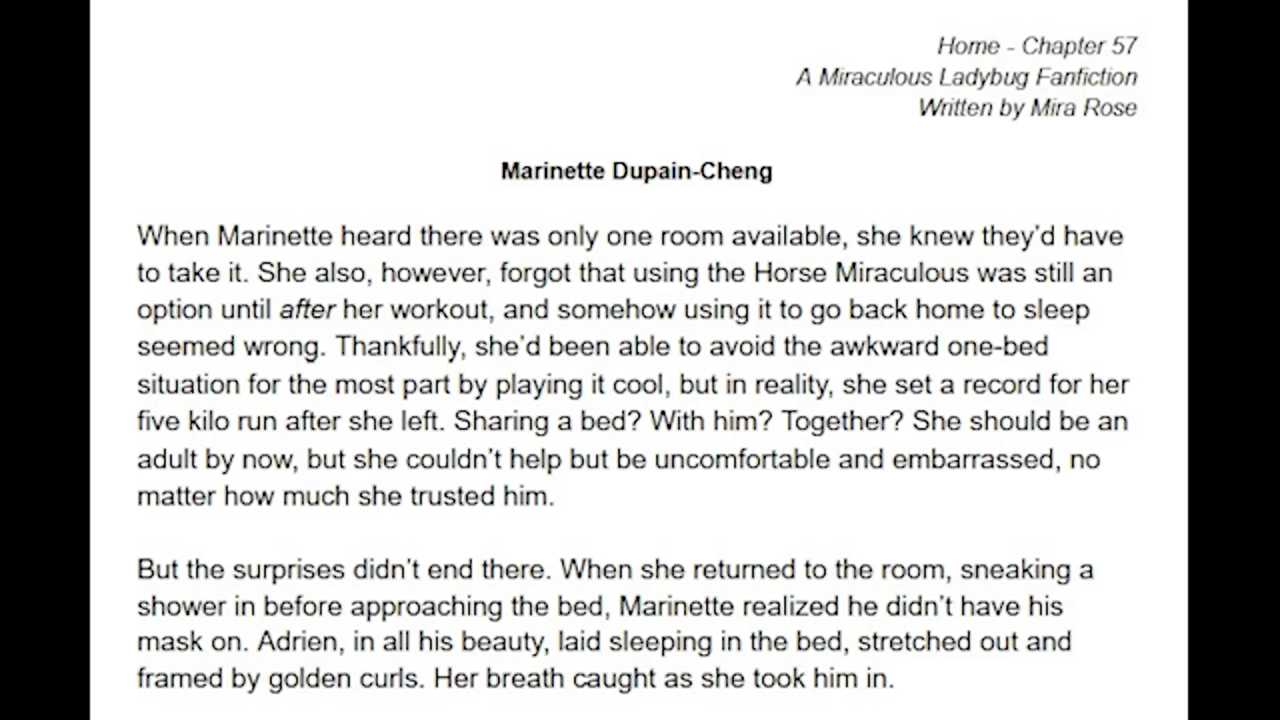 Home - Chapter 57
A Miraculous Ladybug Fanfiction
Written by Mira Rose
Marinette Dupain-Cheng
When Marinette heard there was only one room available, she knew they'd have
to take it. She also, however, forgot that using the Horse Miraculous was still an
option until after her workout, and somehow using it to go back home to sleep
seemed wrong. Thankfully, she'd been able to avoid the awkward one-bed
situation for the most part by playing it cool, but in reality, she set a record for her
five kilo run after she left. Sharing a bed? With him? Together? She should be an
adult by now, but she couldn't help but be uncomfortable and embarrassed, no
matter how much she trusted him.
But the surprises didn't end there. When she returned to the room, sneaking a
shower in before approaching the bed, Marinette realized he didn't have his
mask on. Adrien, in all his beauty, laid sleeping in the bed, stretched out and
framed by golden curls. Her breath caught as she took him in.